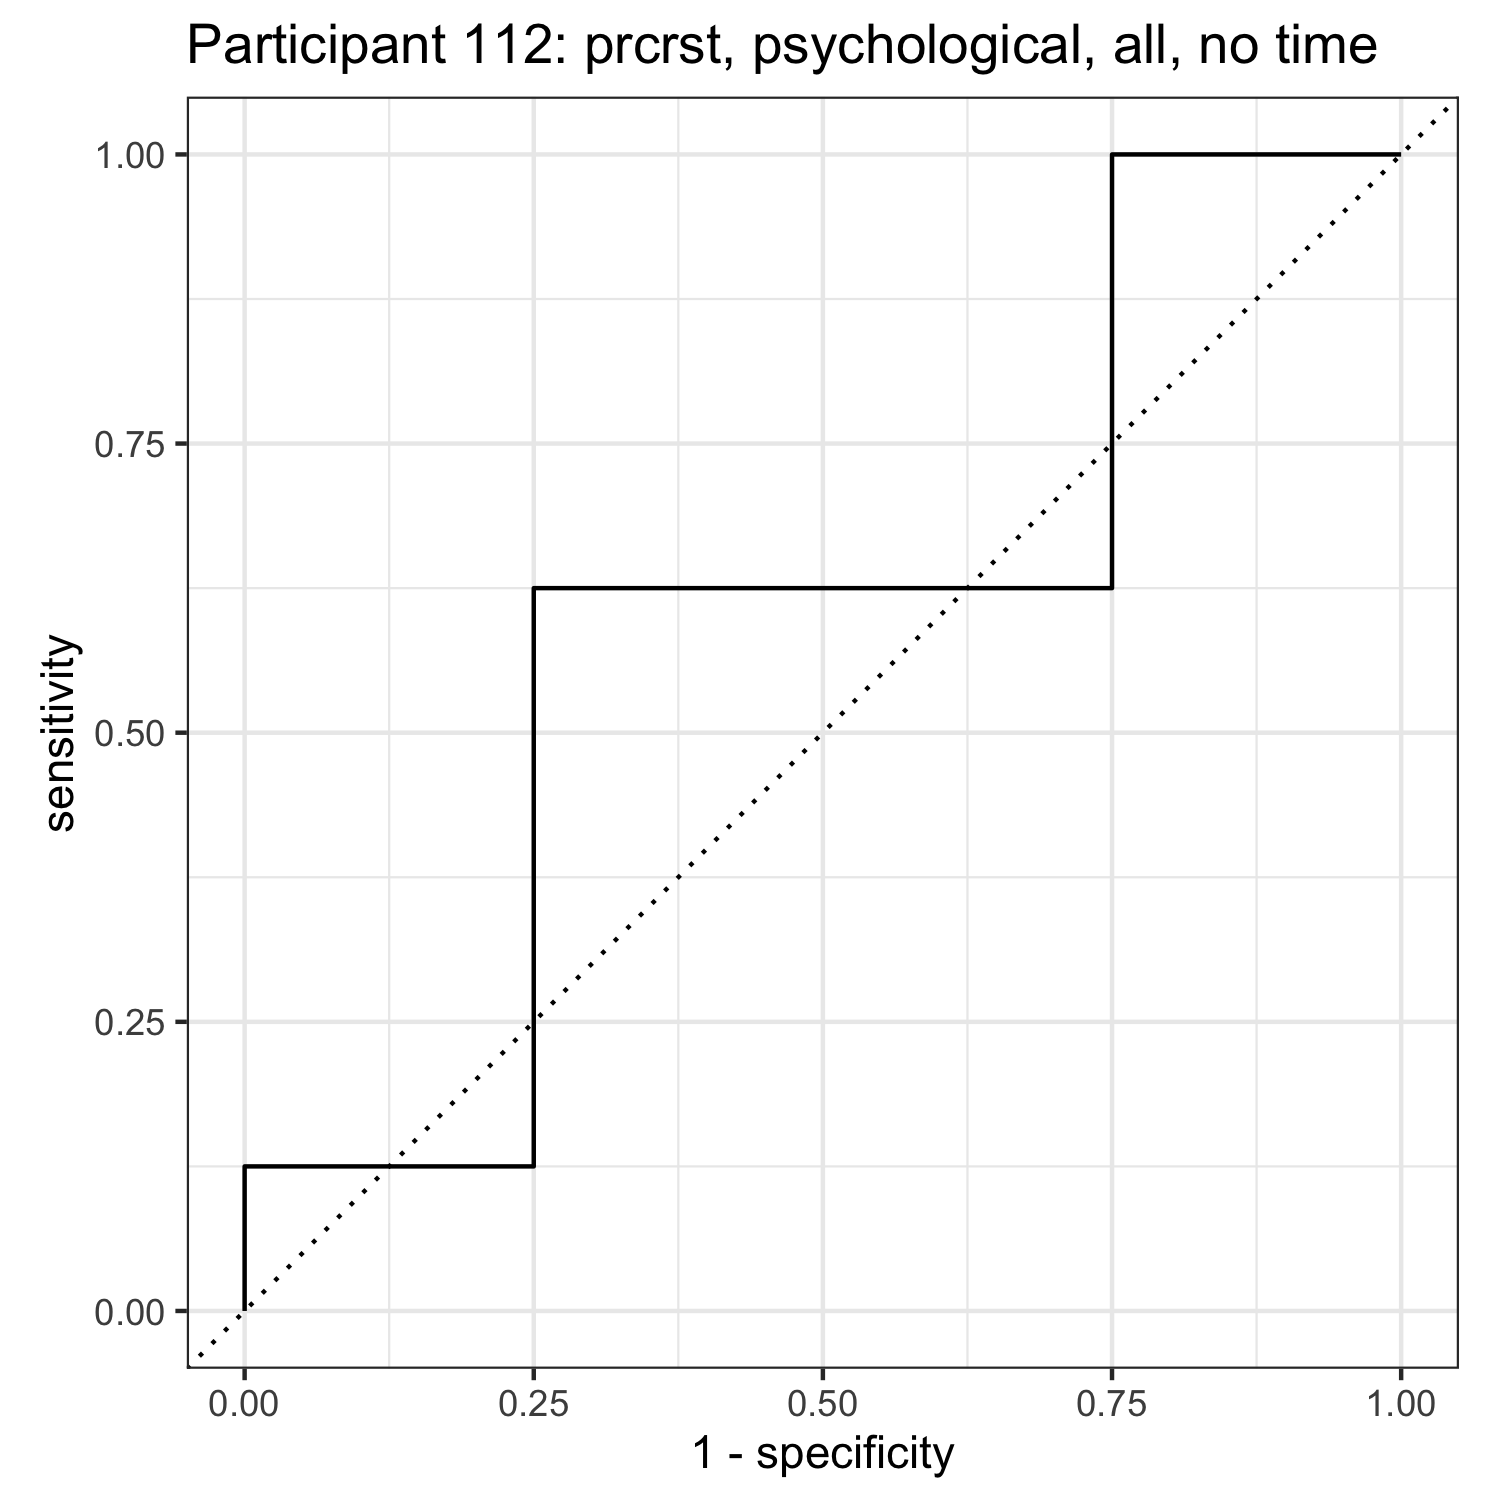 Participant 112: prcrst, psychological, all, no time
1.00
0.75
0.50
0.25
0.00
sensitivity
0.00 0.25 0.50 0.75 1.00
1 - specificity